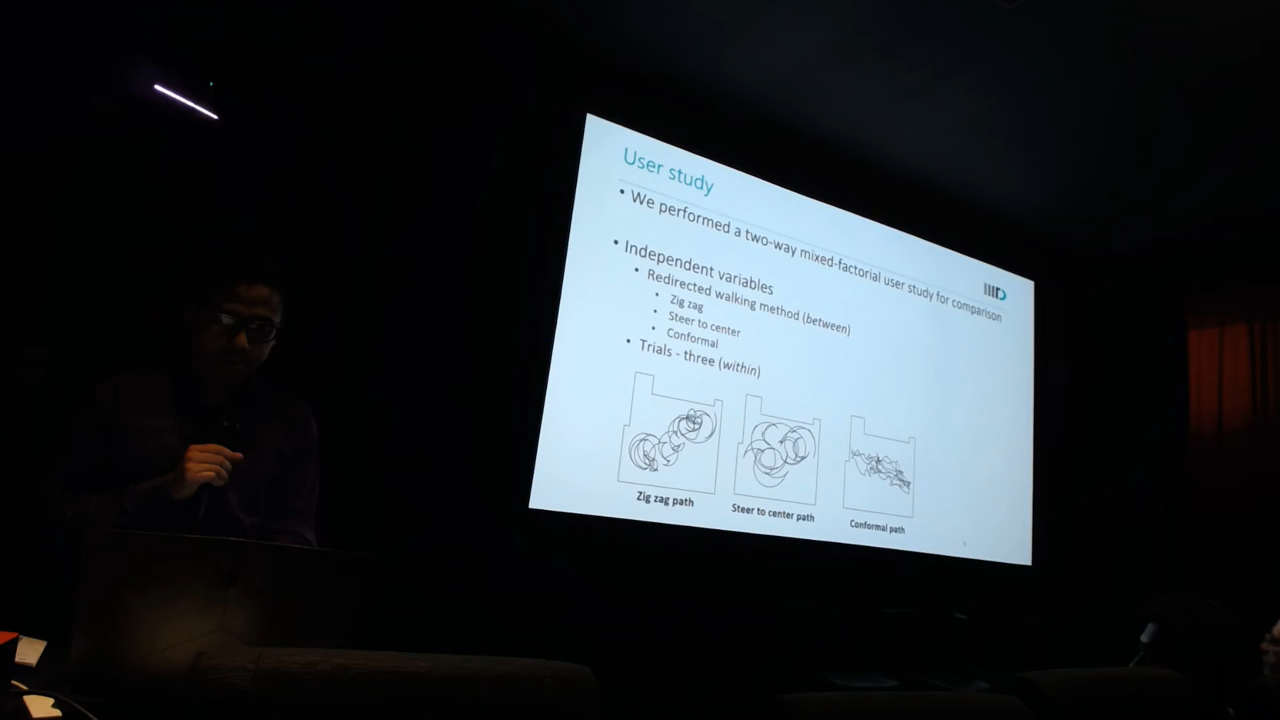 User study
• We performed a two-way mixed-factorial user study for comparison
• Independent variables
• Redirected walking method (between)
• Zig zag
• Steer to center
• Conformal
• Trials - three (within)
Zig zag path
Steer to center path
Conformal path